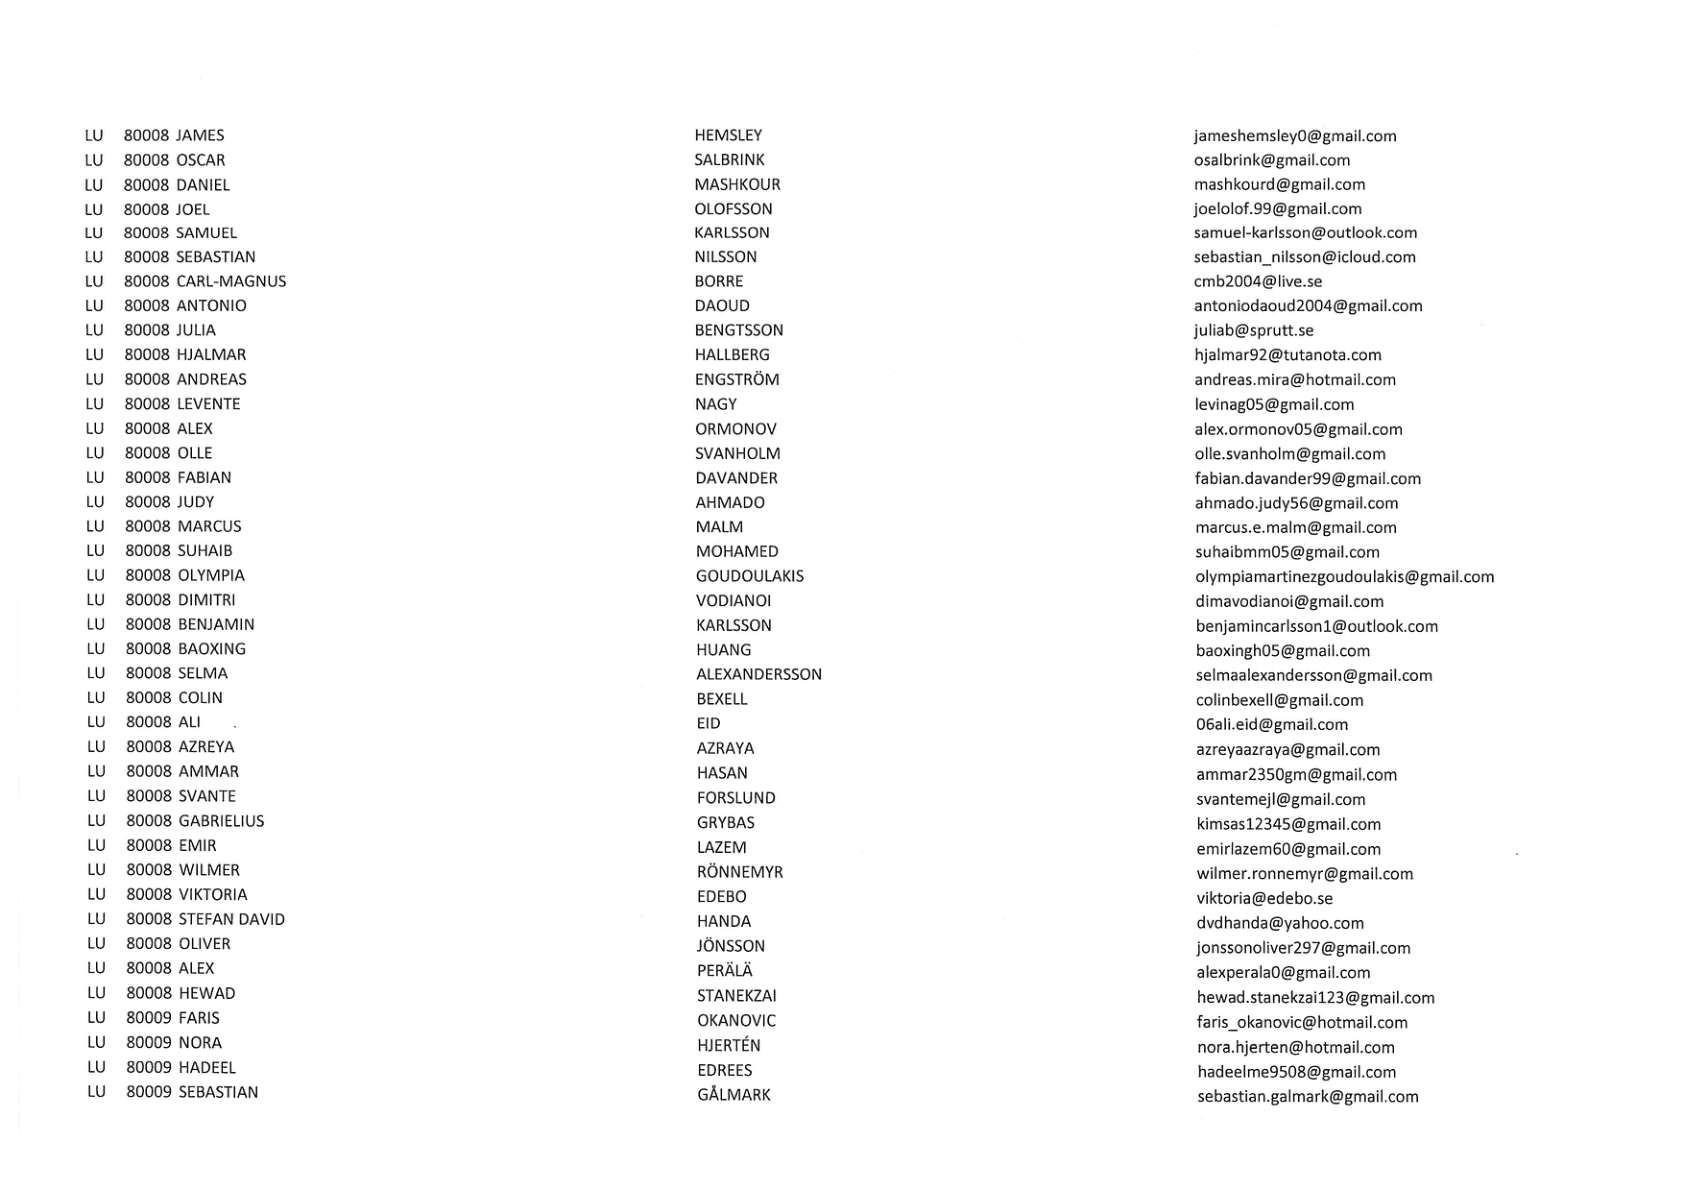 LU 80008 JAMES HEMSLEY jameshemsley0@gmail.com
LU 80008 OSCAR SALBRINK osalbrink@gmail.com
LU 80008 DANIEL MASHKOUR mashkourd@gmail.com
LU 80008 JOEL OLOFSSON joelolof.99@gmail.com
LU 80008 SAMUEL KARLSSON samuel-karlsson@outlook.com
LU 80008 SEBASTIAN NILSSON sebastian_nilsson@icloud.com
LU 80008 CARL-MAGNUS BORRE cmb2004@live.se
LU 80008 ANTONIO DAOUD antoniodaoud2004@gmail.com
LU 80008 JULIA BENGTSSON juliab@sprutt.se
LU 80008 HJALMAR HALLBERG hjalmar92@tutanota.com
LU 80008 ANDREAS ENGSTRÖM andreas.mira@hotmail.com
LU 80008 LEVENTE NAGY levinag05@gmail.com
LU 80008 ALEX ORMONOV alex.ormonov05@gmail.com
LU 80008 OLLE SVANHOLM olle.svanholm@gmail.com
LU 80008 FABIAN DAVANDER fabian.davander99@gmail.com
LU 80008 JUDY AHMADO ahmado.judy56@gmail.com
LU 80008 MARCUS MALM marcus.e.malm@gmail.com
LU 80008 SUHAIB MOHAMED suhaibmm05@gmail.com
LU 80008 OLYMPIA GOUDOULAKIS olympiamartinezgoudoulakis@gmail.com
LU 80008 DIMITRI VODIANOI dimavodianoi@gmail.com
LU 80008 BENJAMIN KARLSSON benjamincarlsson1@outlook.com
LU 80008 BAOXING HUANG baoxingh05@gmail.com
LU 80008 SELMA ALEXANDERSSON selmaalexandersson@gmail.com
LU 80008 COLIN BEXELL colinbexell@gmail.com
LU 80008 ALI EID 06ali.eid@gmail.com
LU 80008 AZREYA AZRAYA azreyaazraya@gmail.com
LU 80008 AMMAR HASAN ammar2350gm@gmail.com
LU 80008 SVANTE FORSLUND svantemejl@gmail.com
LU 80008 GABRIELIUS GRYBAS kimsas12345@gmail.com
LU 80008 EMIR LAZEM emirlazem60@gmail.com
LU 80008 WILMER RÖNNEMYR wilmer.ronnemyr@gmail.com
LU 80008 VIKTORIA EDEBO viktoria@edebo.se
LU 80008 STEFAN DAVID HANDA dvdhanda@yahoo.com
LU 80008 OLIVER JÖNSSON jonssonoliver297@gmail.com
LU 80008 ALEX PERÄLÄ alexperala0@gmail.com
LU 80008 HEWAD STANEKZAI hewad.stanekzai123@gmail.com
LU 80009 FARIS OKANOVIC faris_okanovic@hotmail.com
LU 80009 NORA HJERTÉN nora.hjerten@hotmail.com
LU 80009 HADEEL EDREES hadeelme9508@gmail.com
LU 80009 SEBASTIAN GÅLMARK sebastian.galmark@gmail.com